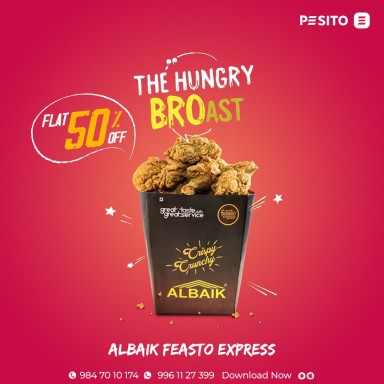 PESITO
THE HUNGRY
BROAST
FLAT
50%
OFF
great taste
great service
Crispy
Crunchy
ALBAIK
ALBAIK FEASTO EXPRESS
984 70 10 174 996 11 27 399 Download Now